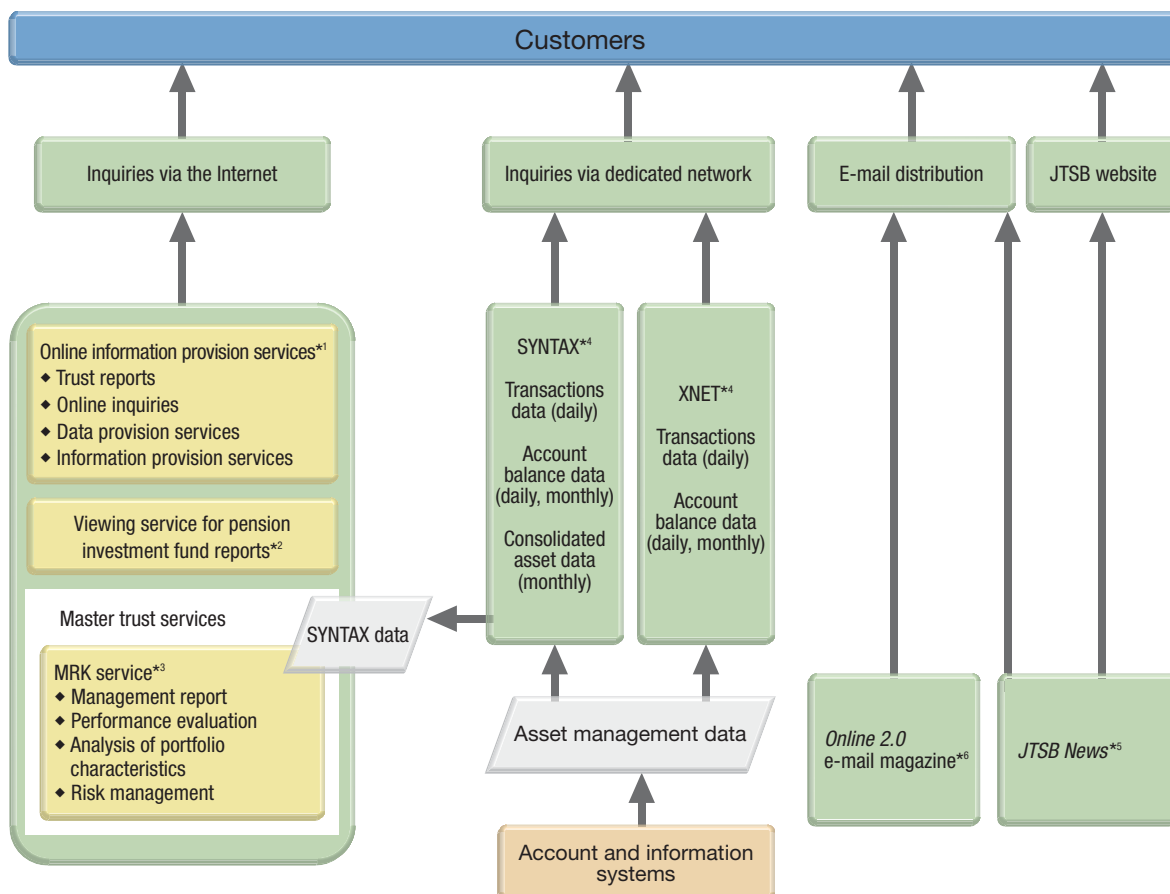 Customers
Inquiries via the Internet
Inquiries via dedicated network
E-mail distribution
JTSB website
Online information provision services*1
◆ Trust reports
◆ Online inquiries
◆ Data provision services
◆ Information provision services
Viewing service for pension
investment fund reports*2
Master trust services
MRK service*3
◆ Management report
◆ Performance evaluation
◆ Analysis of portfolio
characteristics
◆ Risk management
SYNTAX data
SYNTAX*4
Transactions
data (daily)
Account
balance data
(daily, monthly)
Consolidated
asset data
(monthly)
XNET*4
Transactions
data (daily)
Account
balance data
(daily, monthly)
Asset management data
Account and information
systems
Online 2.0
e-mail magazine*6
JTSB News*5